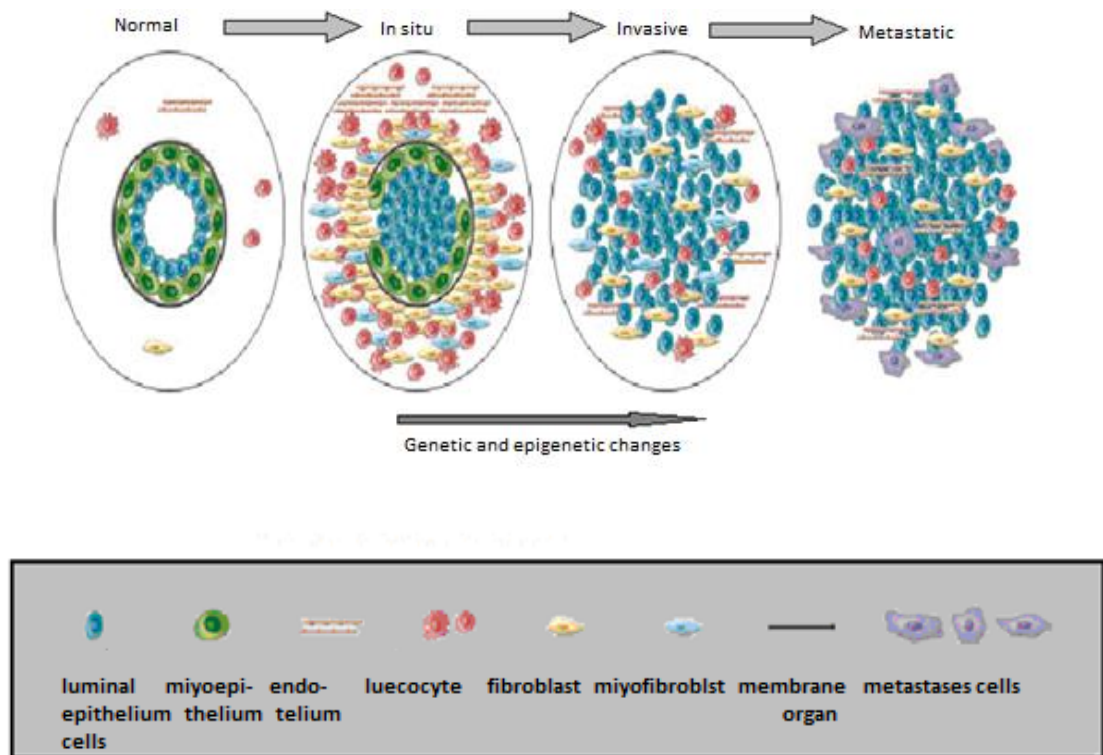 Normal
In situ
Invasive
Metastatic
Genetic and epigenetic changes
luminal epithelium cells
miyoepi-thelium
endo-telium
luecocyte
fibroblast
miyofibroblst
membrane organ
metastases cells